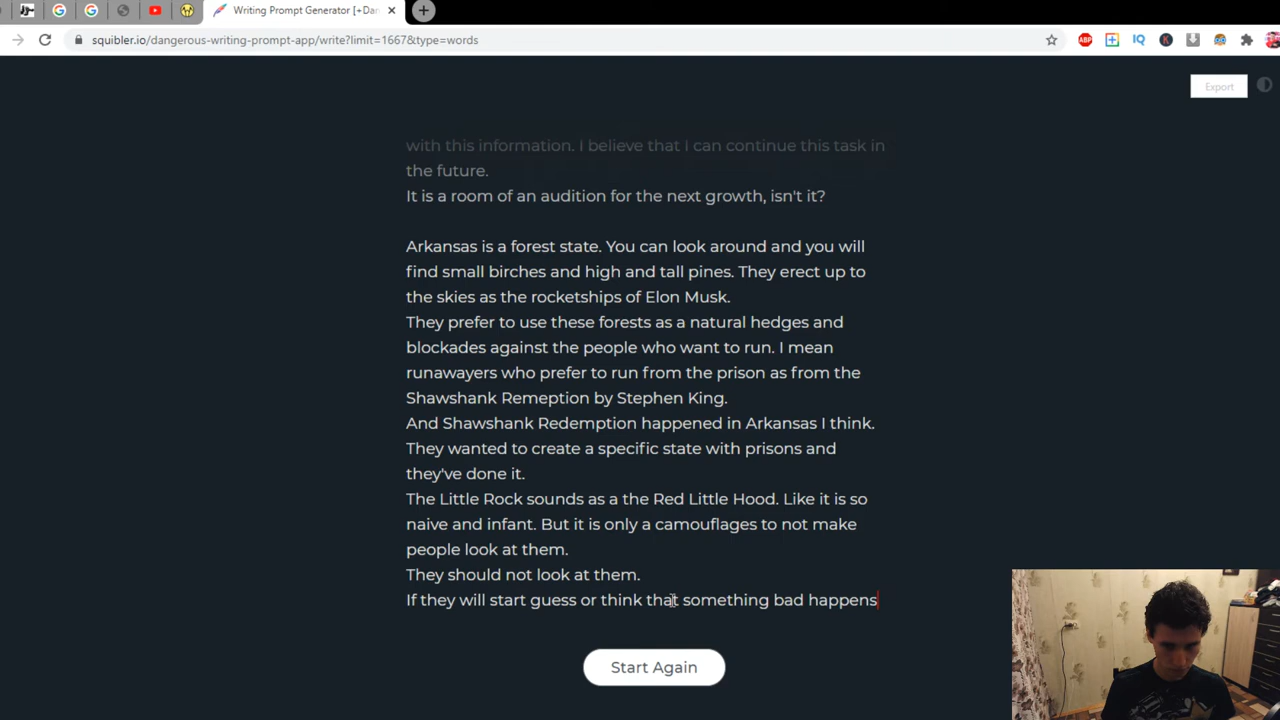 Writing Prompt Generator [+Dan
squibler.io/dangerous-writing-prompt-app/write?limit=1667&type=words
ABP
IQ
K
Export
with this information. I believe that I can continue this task in
the future.
It is a room of an audition for the next growth, isn't it?
Arkansas is a forest state. You can look around and you will
find small birches and high and tall pines. They erect up to
the skies as the rocketships of Elon Musk.
They prefer to use these forests as a natural hedges and
blockades against the people who want to run. I mean
runawayers who prefer to run from the prison as from the
Shawshank Remeption by Stephen King.
And Shawshank Redemption happened in Arkansas I think.
They wanted to create a specific state with prisons and
they've done it.
The Little Rock sounds as a the Red Little Hood. Like it is so
naive and infant. But it is only a camouflages to not make
people look at them.
They should not look at them.
If they will start guess or think that something bad happens
Start Again